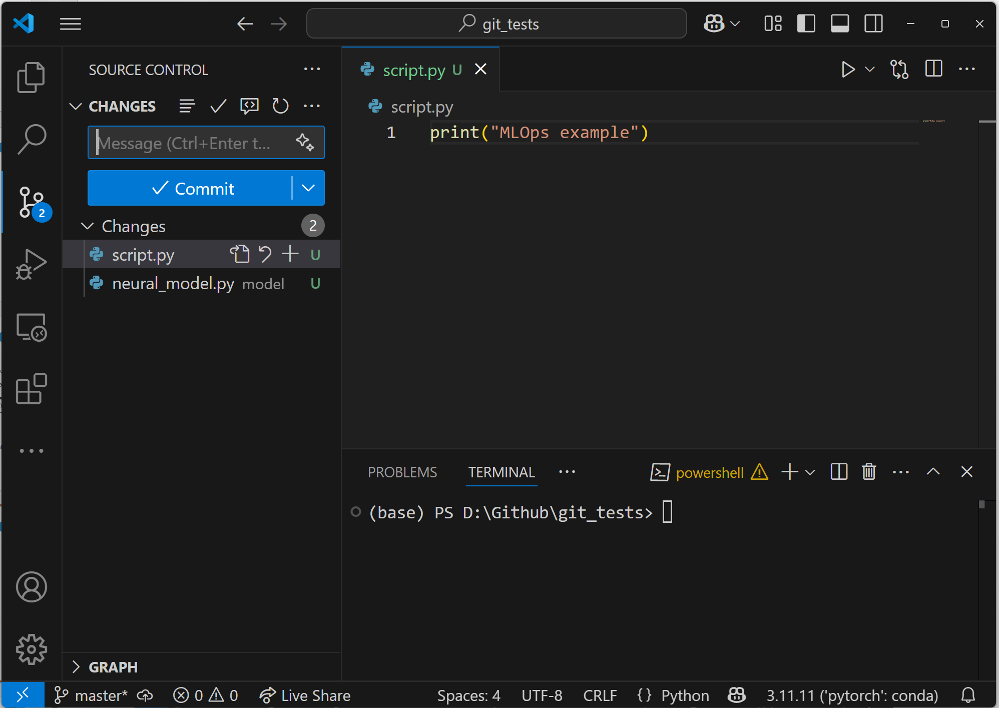 git_tests
SOURCE CONTROL
CHANGES
Message (Ctrl+Enter t...
Commit
Changes 2
script.py U
neural_model.py model U
GRAPH
2
script.py U
script.py
1 print("MLOps example")
PROBLEMS TERMINAL powershell
(base) PS D:\Github\git_tests>
master* 0 0 Live Share Spaces: 4 UTF-8 CRLF {} Python 3.11.11 ('pytorch': conda)